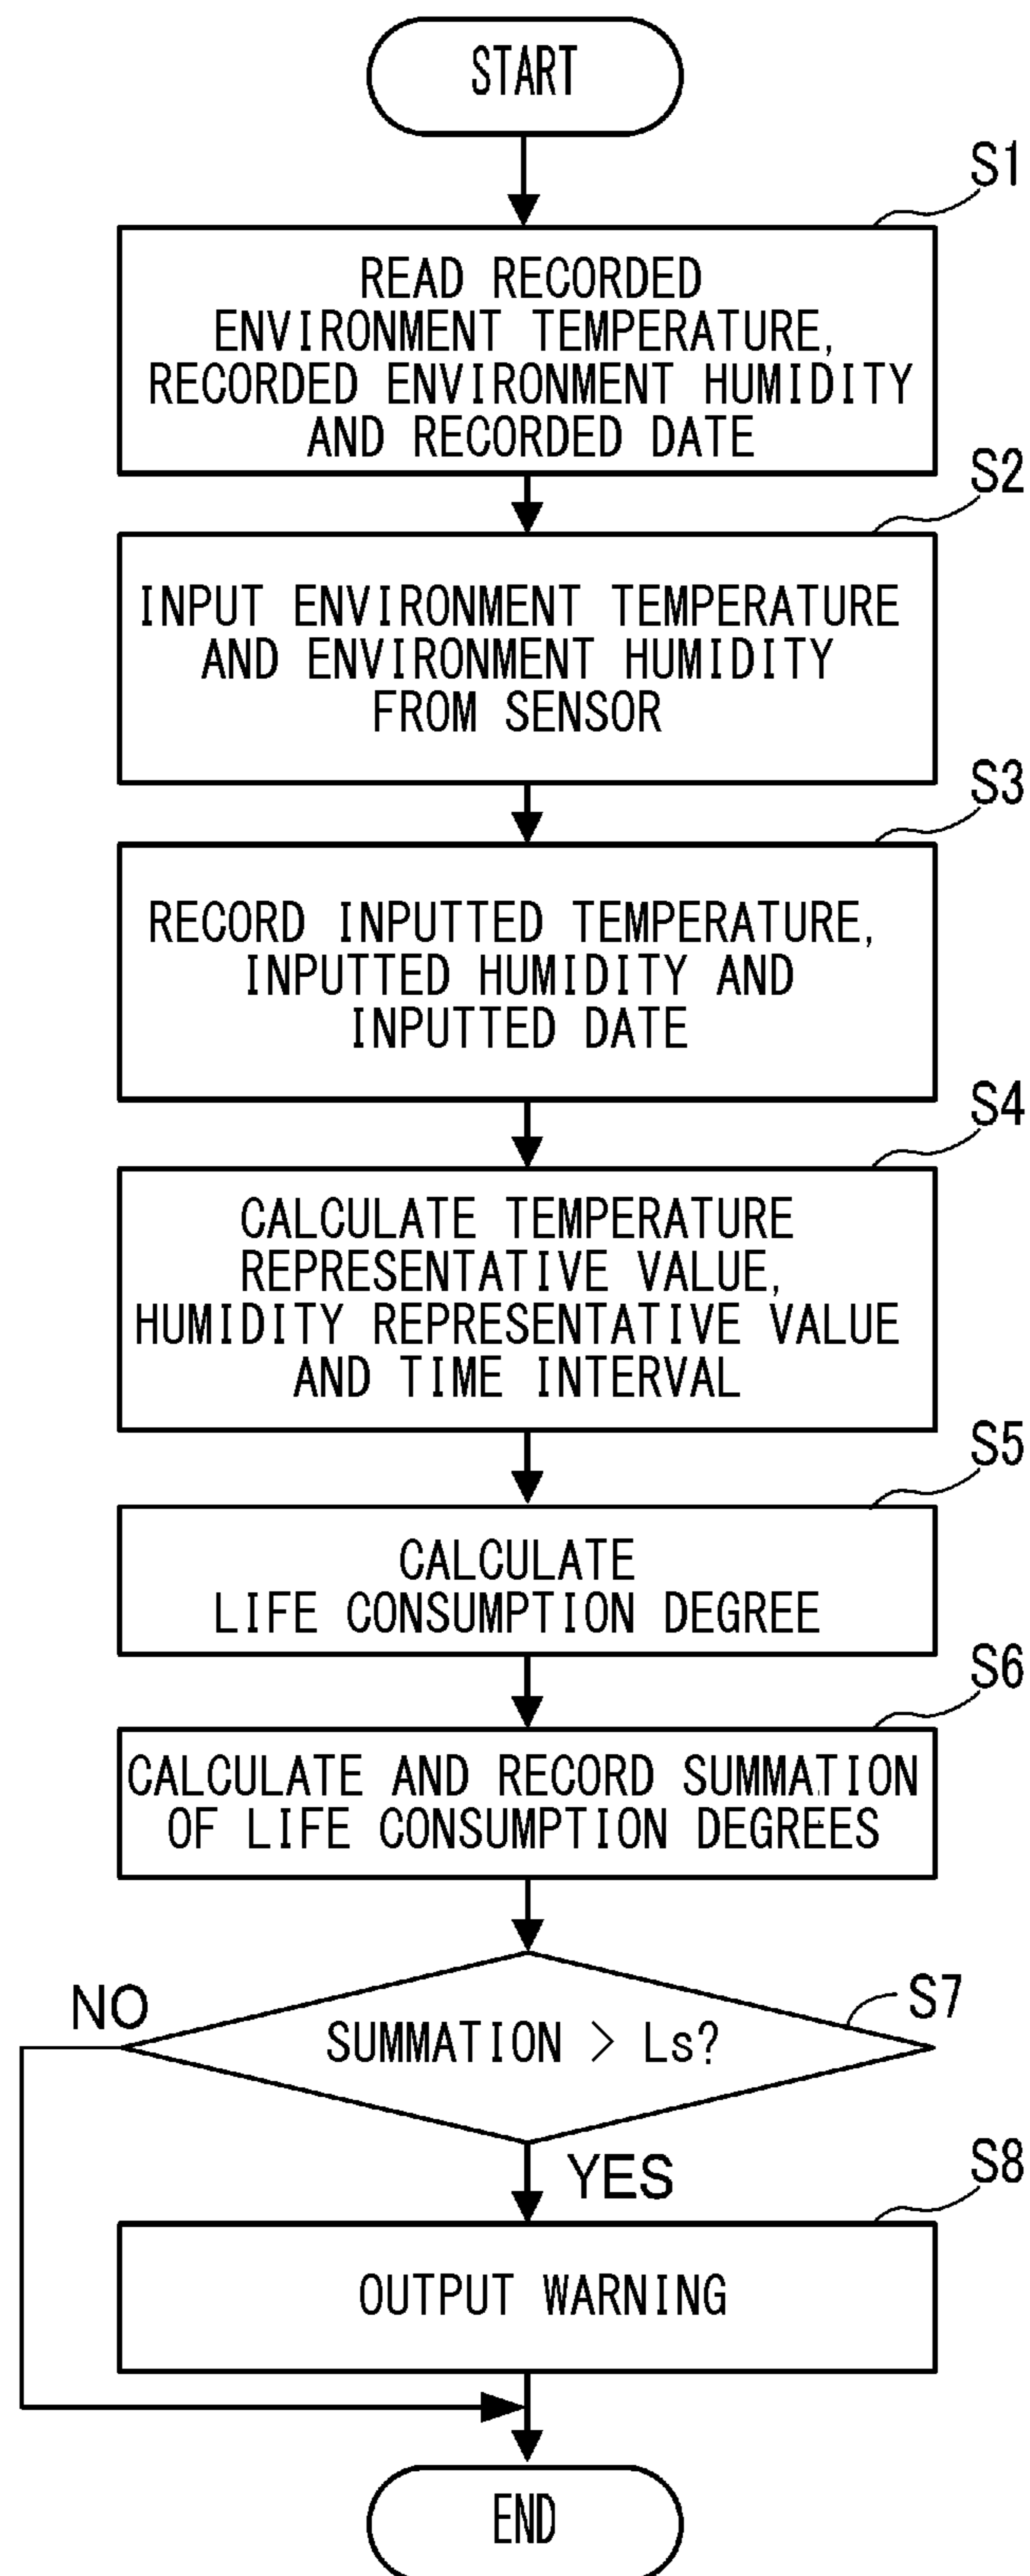 START
S1
READ RECORDED
ENVIRONMENT TEMPERATURE,
RECORDED ENVIRONMENT HUMIDITY
AND RECORDED DATE
S2
INPUT ENVIRONMENT TEMPERATURE
AND ENVIRONMENT HUMIDITY
FROM SENSOR
S3
RECORD INPUTTED TEMPERATURE,
INPUTTED HUMIDITY AND
INPUTTED DATE
S4
CALCULATE TEMPERATURE
REPRESENTATIVE VALUE,
HUMIDITY REPRESENTATIVE VALUE
AND TIME INTERVAL
S5
CALCULATE
LIFE CONSUMPTION DEGREE
S6
CALCULATE AND RECORD SUMMATION
OF LIFE CONSUMPTION DEGREES
NO
S7
SUMMATION > Ls?
YES
S8
OUTPUT WARNING
END